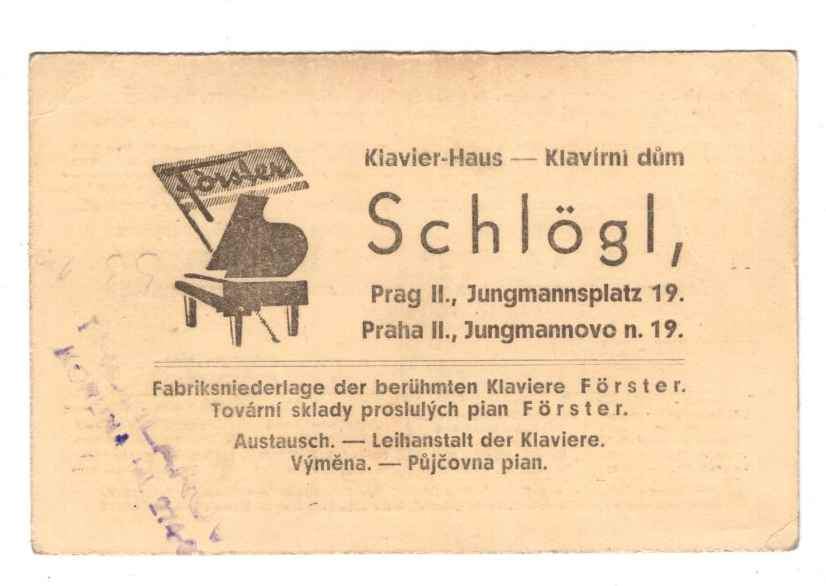 Förster
Klavier-Haus — Klavírní dům
Schlögl,
Prag II., Jungmannsplatz 19.
Praha II., Jungmannovo n. 19.
Fabriksniederlage der berühmten Klaviere Förster.
Tovární sklady proslulých pian Förster.
Austausch. — Leihanstalt der Klaviere.
Výměna. — Půjčovna pian.